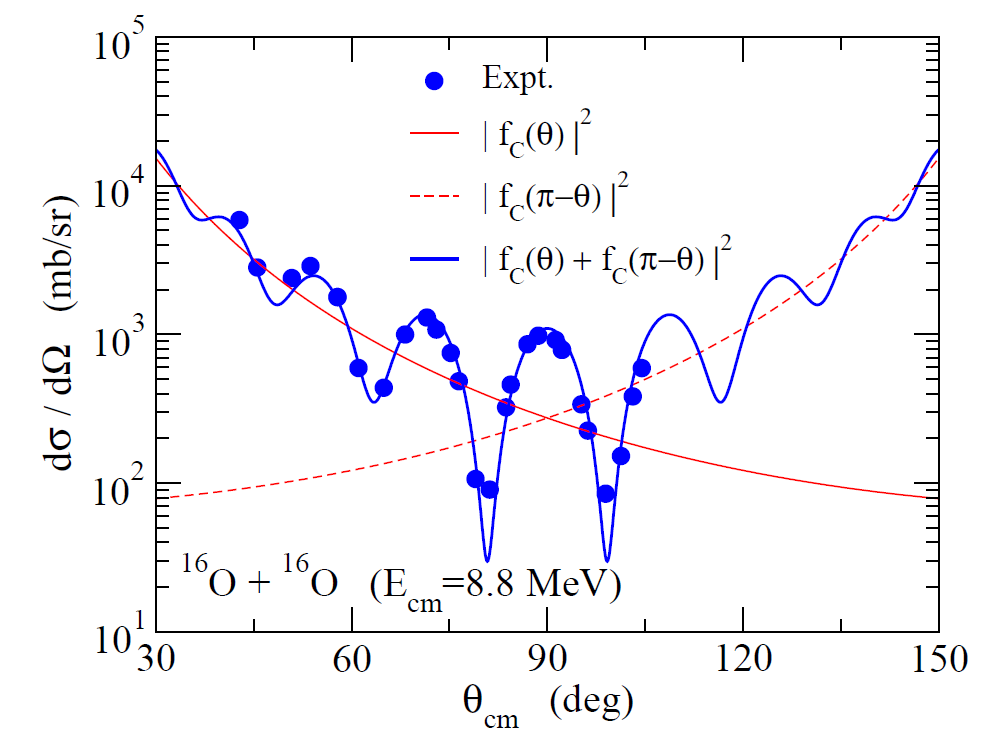 10^5
10^4
10^3
10^2
10^1
dσ / dΩ (mb/sr)
Expt.
| f_C(θ) |^2
| f_C(π−θ) |^2
| f_C(θ) + f_C(π−θ) |^2
^16O + ^16O (E_cm=8.8 MeV)
30 60 90 120 150
θ_cm (deg)